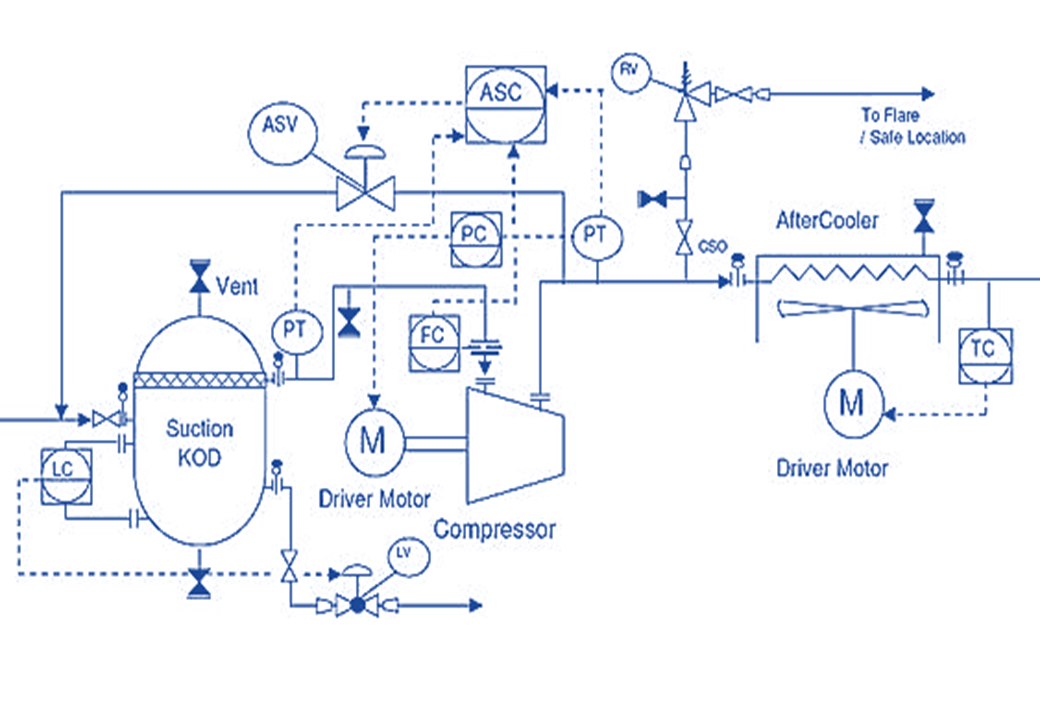 RV
ASC
To Flare
/ Safe Location
ASV
AfterCooler
PC
PT
CSO
Vent
PT
FC
TC
M
Suction
KOD
M
LC
Driver Motor
Driver Motor
Compressor
LV